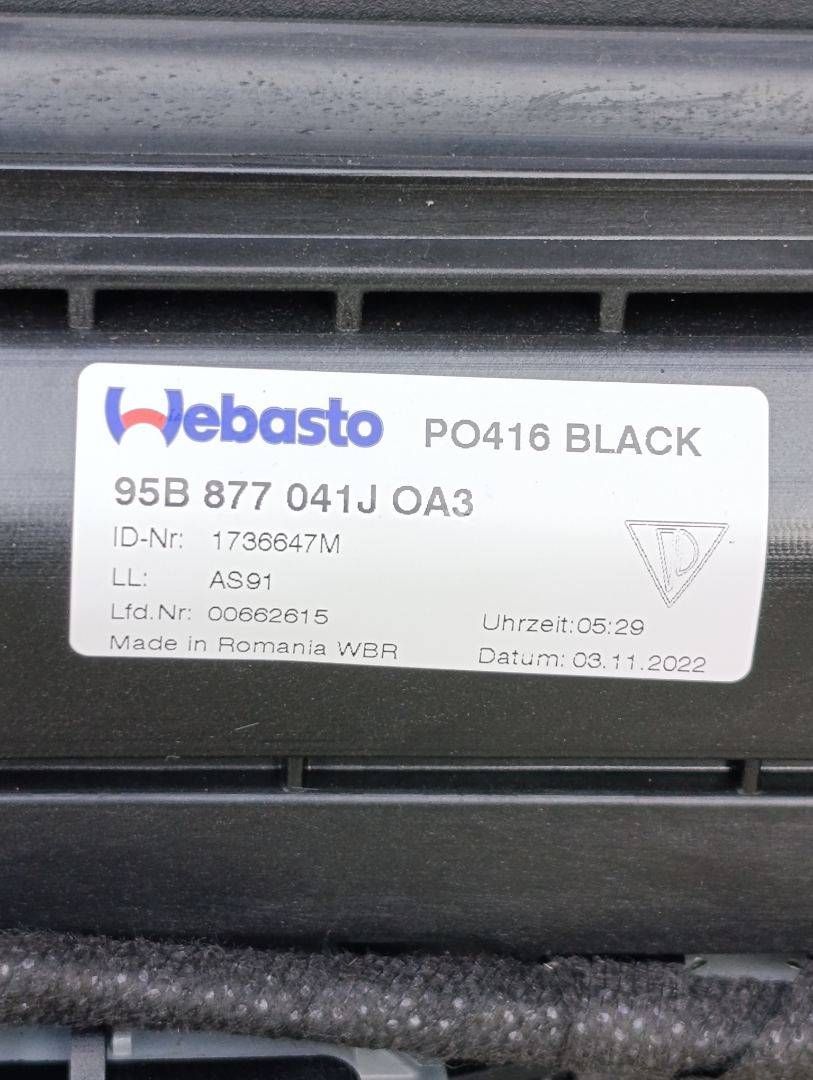 Webasto PO416 BLACK
95B 877 041J OA3
ID-Nr: 1736647M
LL: AS91
Lfd.Nr: 00662615
Uhrzeit:05:29
Made in Romania WBR
Datum: 03.11.2022